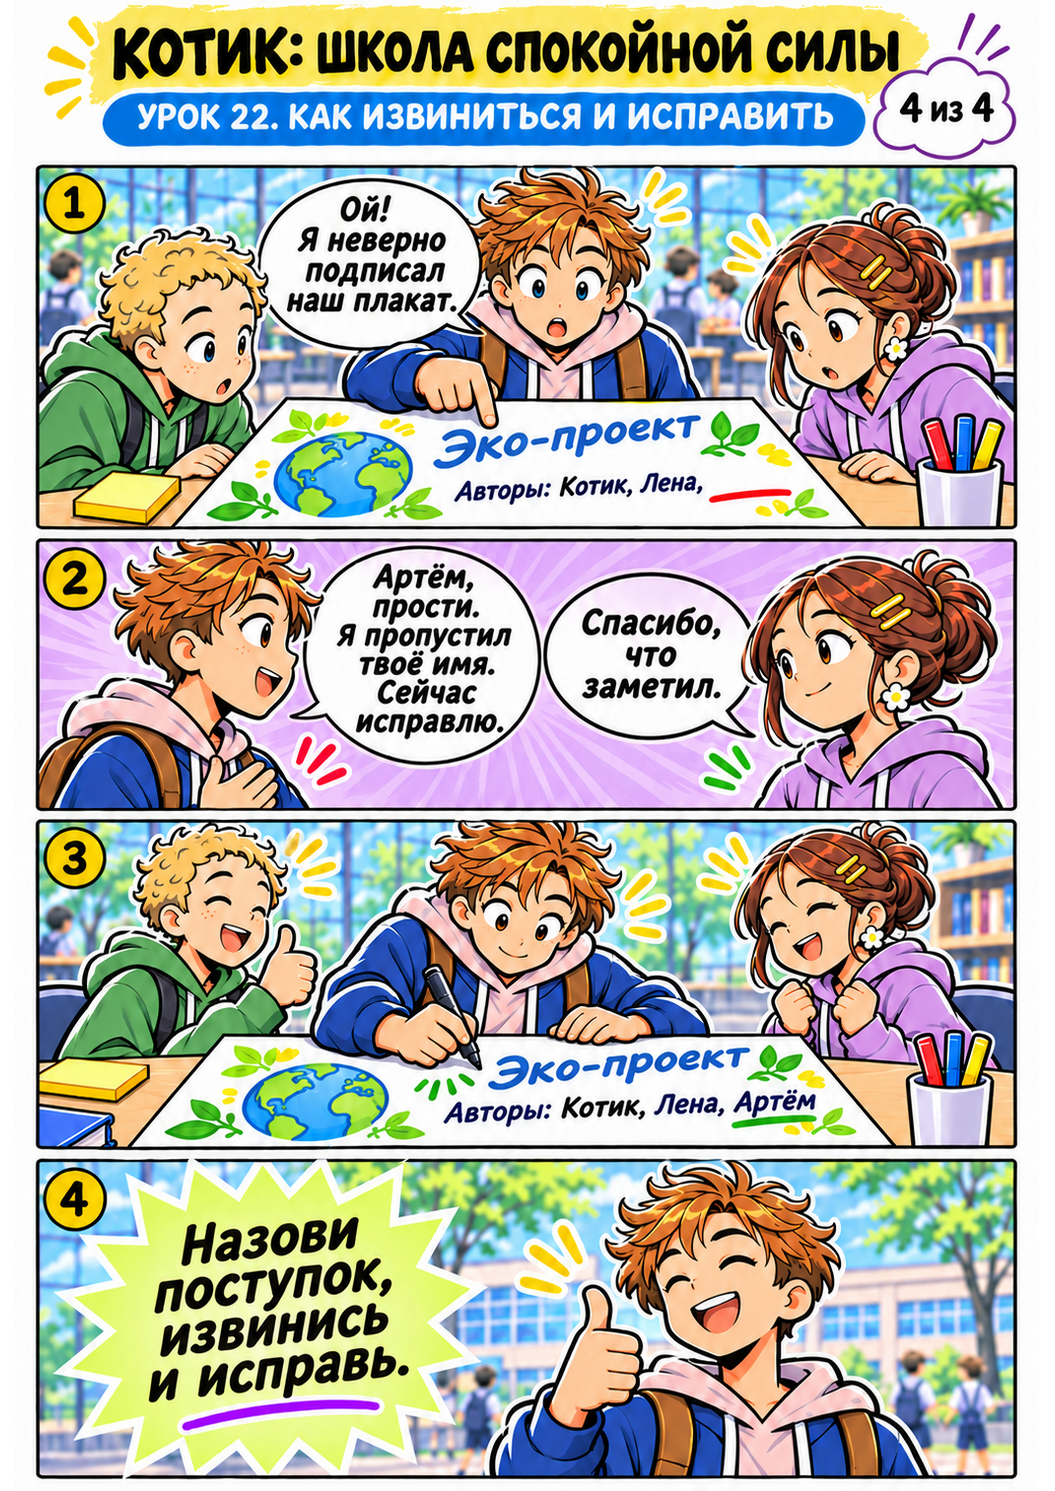 КОТИК: ШКОЛА СПОКОЙНОЙ СИЛЫ
УРОК 22. КАК ИЗВИНИТЬСЯ И ИСПРАВИТЬ
4 из 4
1
Ой!
Я неверно
подписал
наш плакат.
Эко-проект
Авторы: Котик, Лена,
2
Артём,
прости.
Я пропустил
твоё имя.
Сейчас
исправлю.
Спасибо,
что
заметил.
3
Эко-проект
Авторы: Котик, Лена, Артём
4
Назови
поступок,
извинись
и исправь.